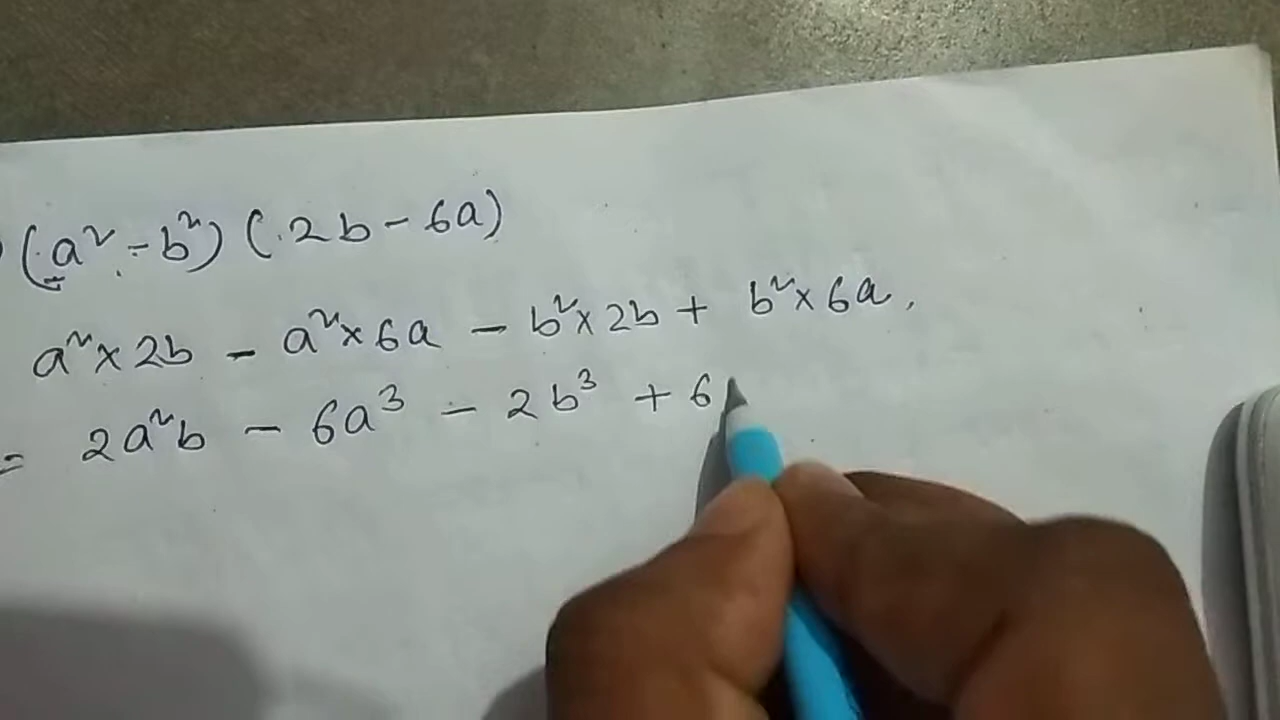 (a² - b²) (2b - 6a)
a² × 2b - a² × 6a - b² × 2b + b² × 6a,
= 2a²b - 6a³ - 2b³ + 6